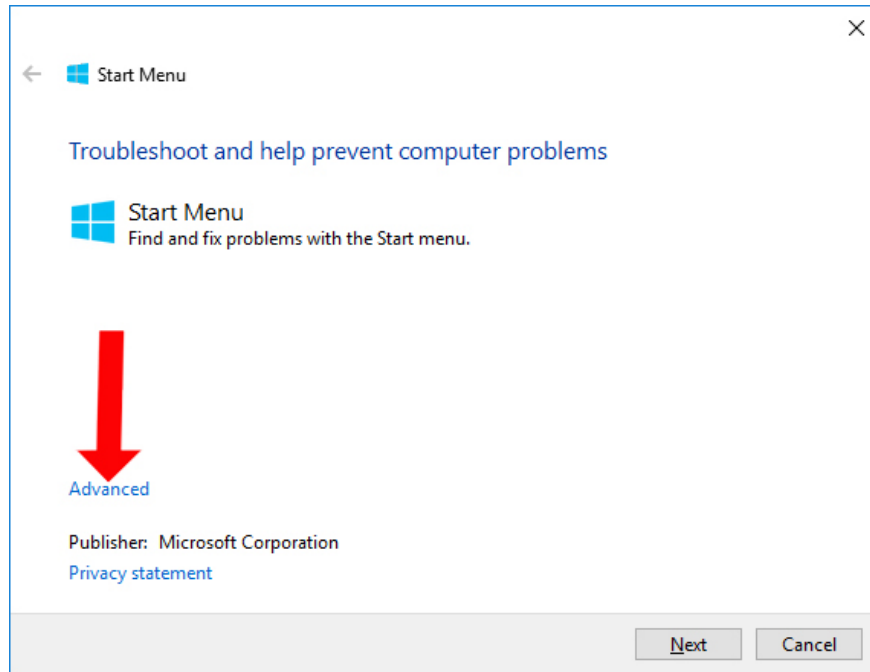 Start Menu
Troubleshoot and help prevent computer problems
Start Menu
Find and fix problems with the Start menu.
Advanced
Publisher: Microsoft Corporation
Privacy statement
Next Cancel